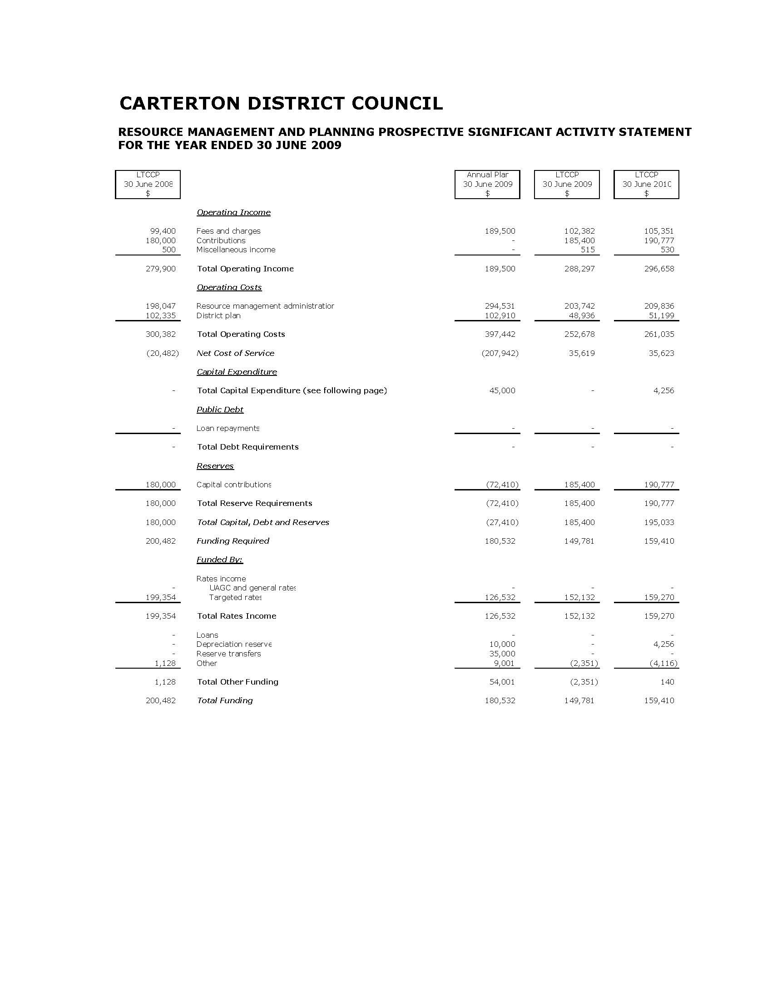 CARTERTON DISTRICT COUNCIL
RESOURCE MANAGEMENT AND PLANNING PROSPECTIVE SIGNIFICANT ACTIVITY STATEMENT
FOR THE YEAR ENDED 30 JUNE 2009
LTCCP Annual Plan LTCCP LTCCP
30 June 2008 30 June 2009 30 June 2009 30 June 2010
$ $ $ $
Operating Income
99,400 Fees and charges 189,500 102,382 105,351
180,000 Contributions - 185,400 190,777
500 Miscellaneous income - 515 530
279,900 Total Operating Income 189,500 288,297 296,658
Operating Costs
198,047 Resource management administration 294,531 203,742 209,836
102,335 District plan 102,910 48,936 51,199
300,382 Total Operating Costs 397,442 252,678 261,035
(20,482) Net Cost of Service (207,942) 35,619 35,623
Capital Expenditure
- Total Capital Expenditure (see following page) 45,000 - 4,256
Public Debt
- Loan repayments - - -
- Total Debt Requirements - - -
Reserves
180,000 Capital contributions (72,410) 185,400 190,777
180,000 Total Reserve Requirements (72,410) 185,400 190,777
180,000 Total Capital, Debt and Reserves (27,410) 185,400 195,033
200,482 Funding Required 180,532 149,781 159,410
Funded By:
Rates income
- UAGC and general rates - - -
199,354 Targeted rates 126,532 152,132 159,270
199,354 Total Rates Income 126,532 152,132 159,270
- Loans - - -
- Depreciation reserve 10,000 - 4,256
- Reserve transfers 35,000 - -
1,128 Other 9,001 (2,351) (4,116)
1,128 Total Other Funding 54,001 (2,351) 140
200,482 Total Funding 180,532 149,781 159,410